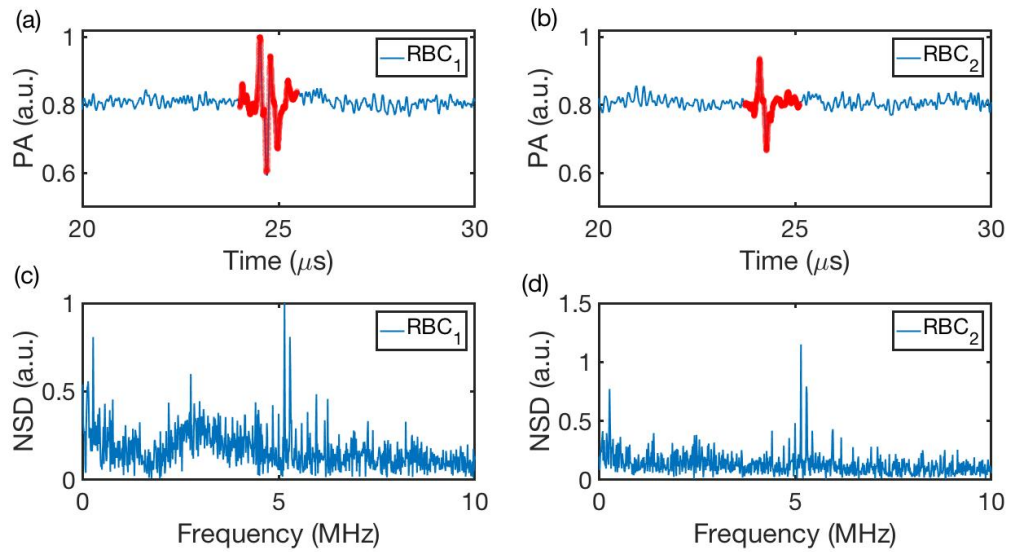 (a)
1
0.8
0.6
PA (a.u.)
RBC1
20 25 30
Time (μs)
(b)
1
0.8
0.6
PA (a.u.)
RBC2
20 25 30
Time (μs)
(c)
1
0.5
0
NSD (a.u.)
RBC1
0 5 10
Frequency (MHz)
(d)
1.5
1
0.5
0
NSD (a.u.)
RBC2
0 5 10
Frequency (MHz)